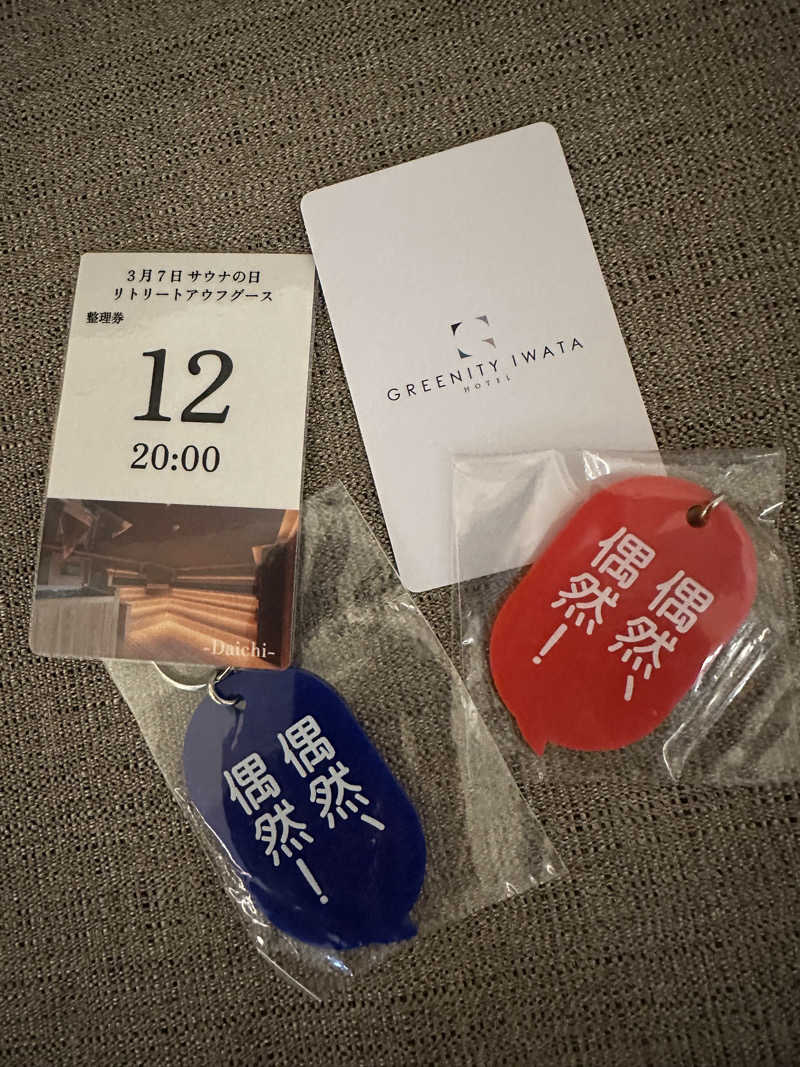 3月7日 サウナの日
リトリートアウフグース
整理券
12
20:00
-Daichi-
GREENITY IWATA
HOTEL
偶然、
偶然!
偶然、
偶然!